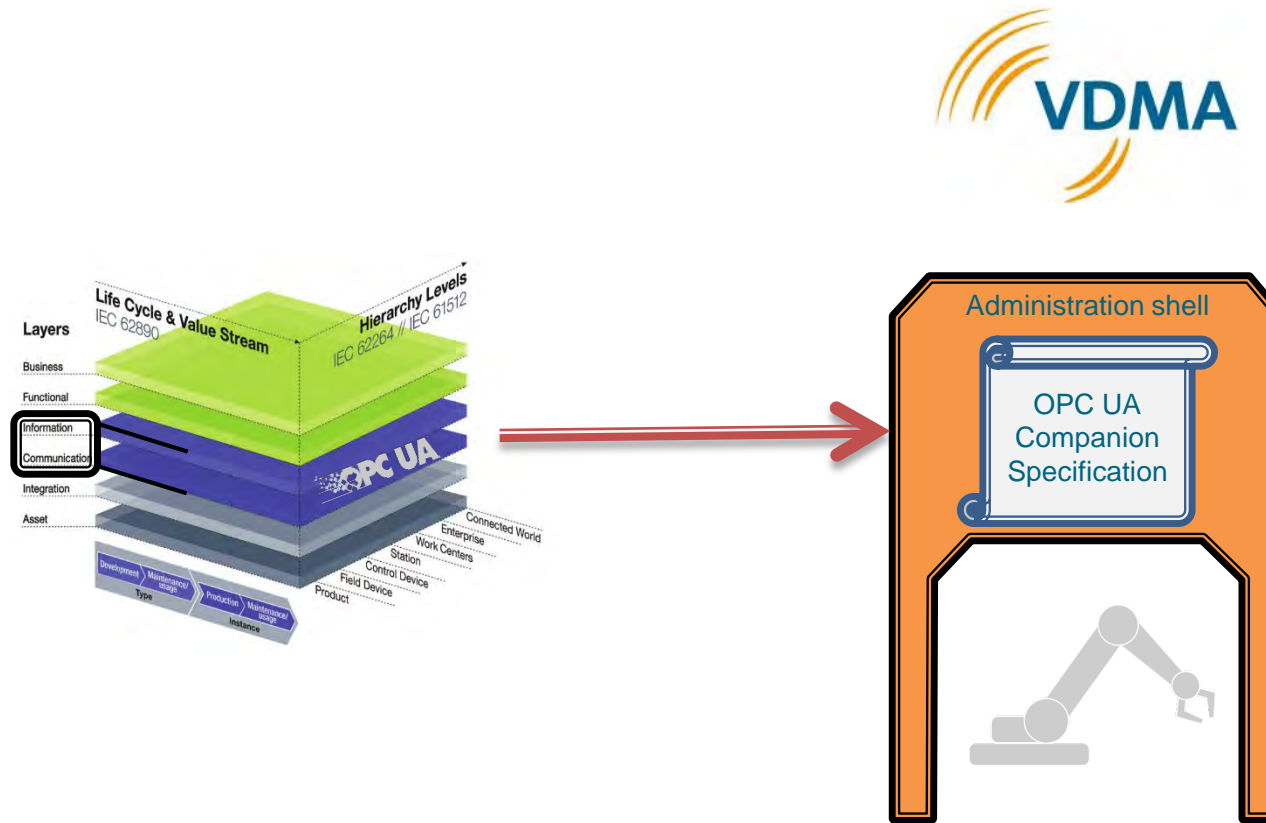 VDMA
Life Cycle & Value Stream
IEC 62890
Hierarchy Levels
IEC 62264 // IEC 61512
Layers
Business
Functional
Information
Communication
Integration
Asset
OPC UA
Connected World
Enterprise
Work Centers
Station
Control Device
Field Device
Product
Development
Maintenance/
usage
Production
Maintenance/
usage
Type
Instance
Administration shell
OPC UA
Companion
Specification